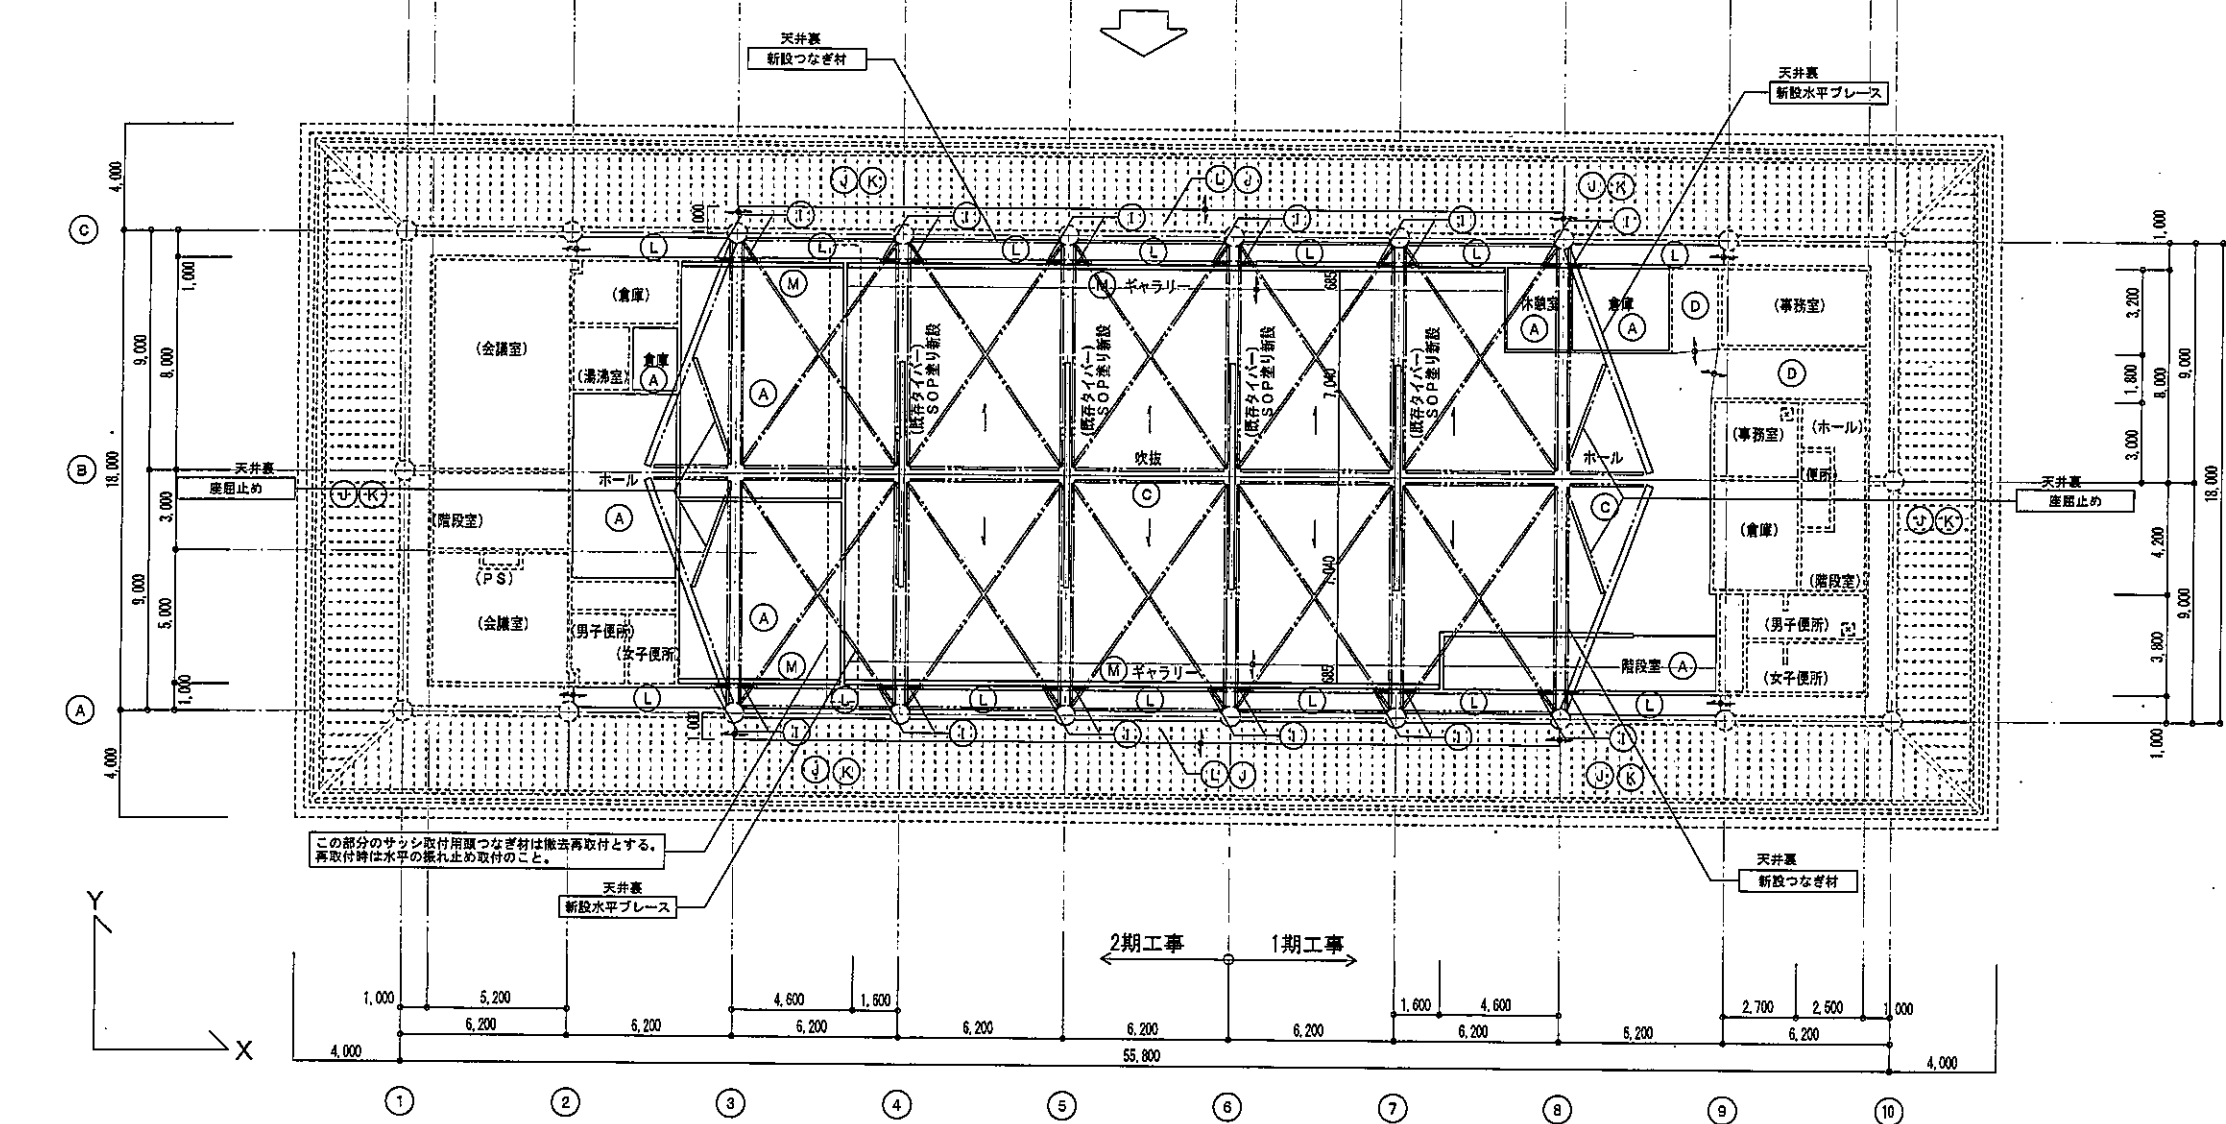 天井裏
新設つなぎ材
天井裏
新設水平ブレース
4,000
J K
L J
J K
1,000
I
I
I
I
I
I
C
1,000
1,000
L
L
L
L
L
L
L
(倉庫)
M
M ギャラリー
685
休憩室
A
倉庫
A
D
(事務室)
3,200
9,000
8,000
(会議室)
(湯沸室)
倉庫
A
A
(既存タイバー)
SOP塗り新設
(既存タイバー)
SOP塗り新設
(既存タイバー)
SOP塗り新設
(既存タイバー)
SOP塗り新設
7,040
D
1,800
8,000
9,000
(事務室)
(ホール)
3,000
B
18,000
天井裏
座屈止め
J K
ホール
吹抜
C
ホール
(便所)
天井裏
座屈止め
18,000
3,000
(階段室)
A
C
(倉庫)
J K
4,200
9,000
(PS)
7,040
(階段室)
9,000
5,000
(会議室)
(男子便所)
(女子便所)
A
M
M ギャラリー
685
階段室 A
(男子便所)
(女子便所)
3,800
1,000
A
L
L
L
L
L
L
L
1,000
I
I
I
I
I
I
1,000
4,000
J K
L J
J K
この部分のサッシ取付用頭つなぎ材は撤去再取付とする。
再取付時は水平の振れ止め取付のこと。
天井裏
新設水平ブレース
天井裏
新設つなぎ材
Y
X
2期工事
1期工事
1,000
5,200
4,600
1,600
1,600
4,600
2,700
2,500
1,000
6,200
6,200
6,200
6,200
6,200
6,200
6,200
6,200
6,200
4,000
55,800
4,000
1
2
3
4
5
6
7
8
9
10